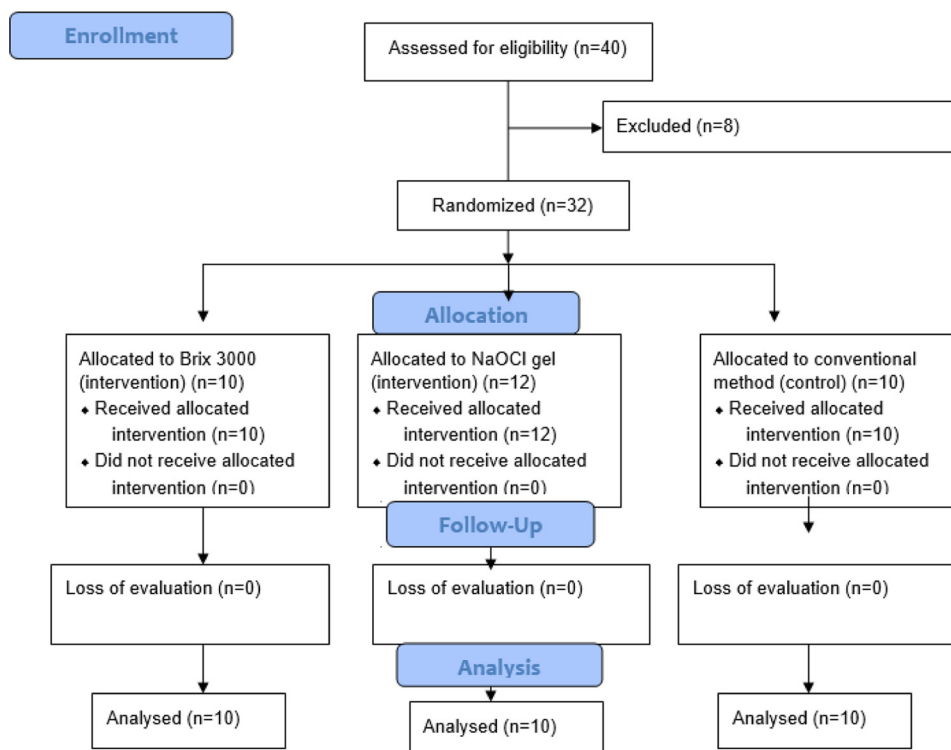 Enrollment
Assessed for eligibility (n=40)
Excluded (n=8)
Randomized (n=32)
Allocation
Allocated to Brix 3000
(intervention) (n=10)
◆ Received allocated
intervention (n=10)
◆ Did not receive allocated
intervention (n=0)
Allocated to NaOCl gel
(intervention) (n=12)
◆ Received allocated
intervention (n=12)
◆ Did not receive allocated
intervention (n=0)
Allocated to conventional
method (control) (n=10)
◆ Received allocated
intervention (n=10)
◆ Did not receive allocated
intervention (n=0)
Follow-Up
Loss of evaluation (n=0)
Loss of evaluation (n=0)
Loss of evaluation (n=0)
Analysis
Analysed (n=10)
Analysed (n=10)
Analysed (n=10)